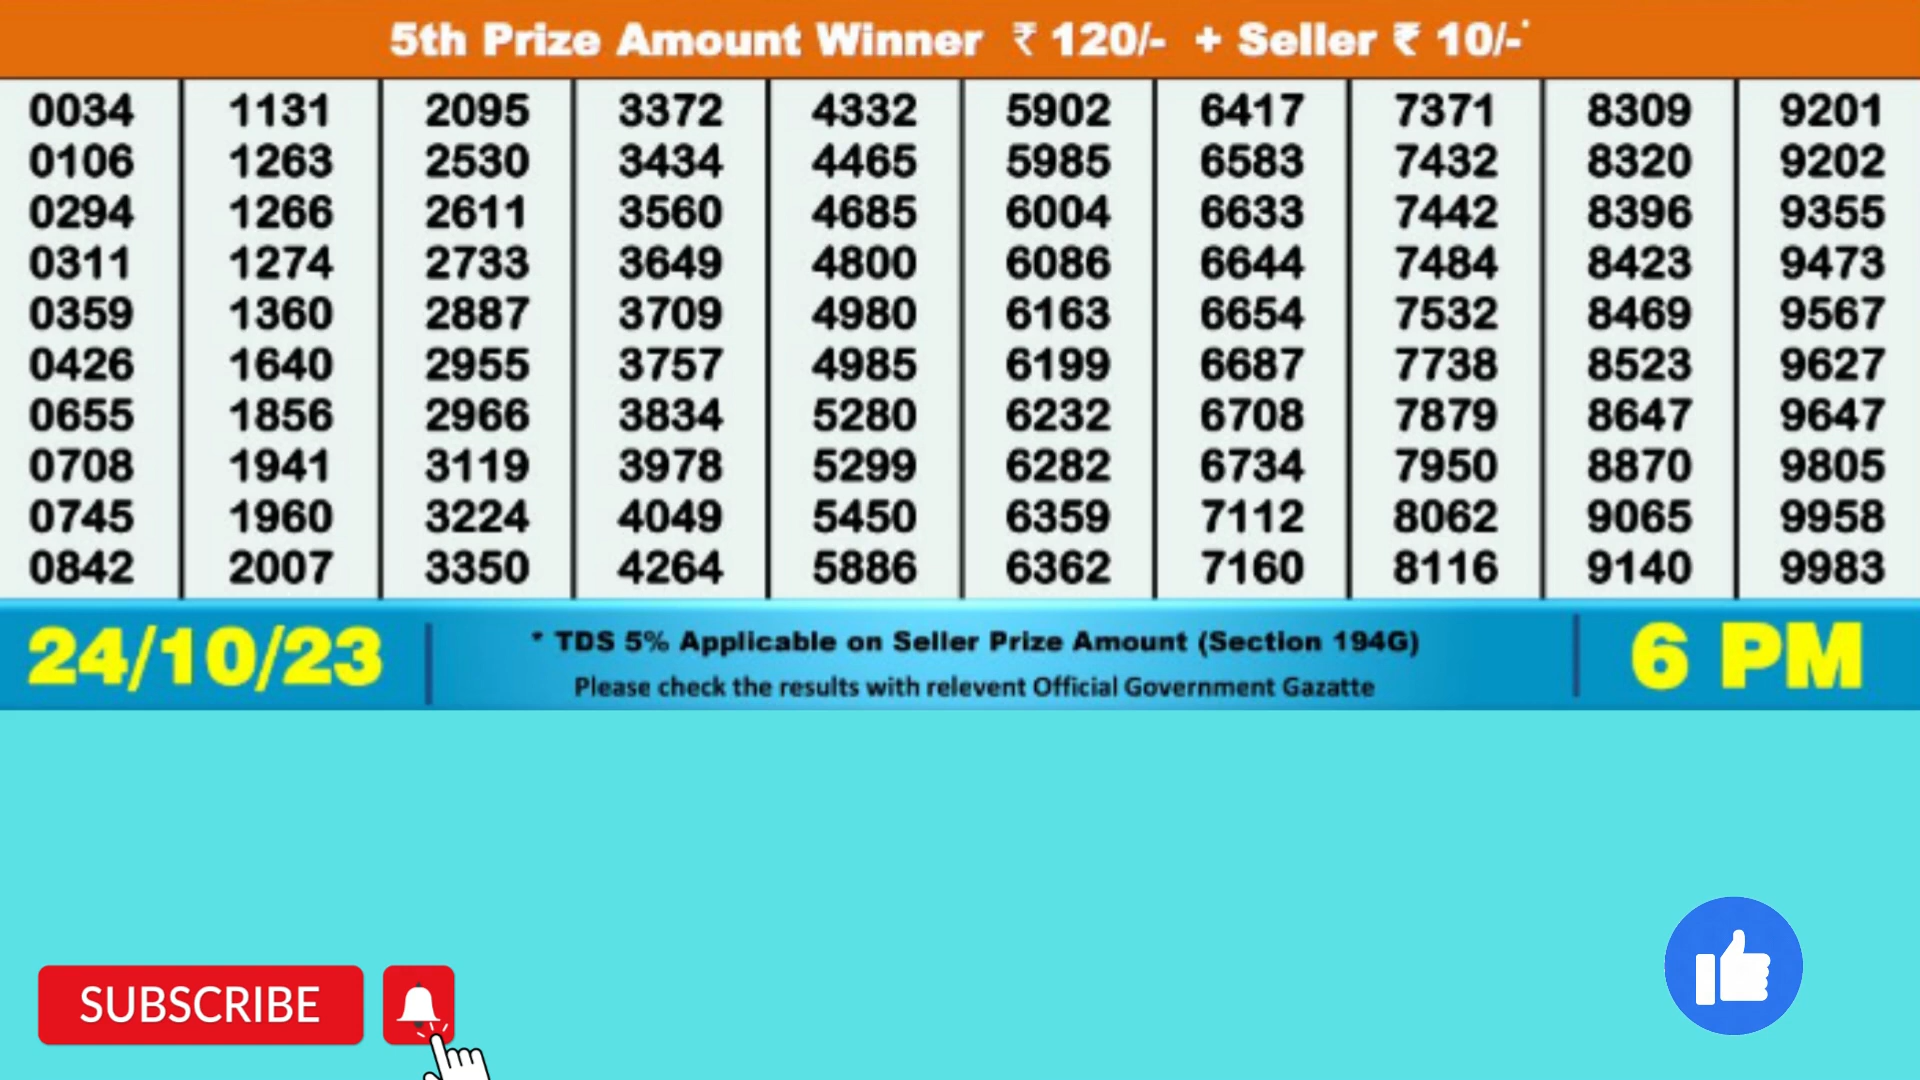 5th Prize Amount Winner ₹ 120/- + Seller ₹ 10/-*
0034 1131 2095 3372 4332 5902 6417 7371 8309 9201
0106 1263 2530 3434 4465 5985 6583 7432 8320 9202
0294 1266 2611 3560 4685 6004 6633 7442 8396 9355
0311 1274 2733 3649 4800 6086 6644 7484 8423 9473
0359 1360 2887 3709 4980 6163 6654 7532 8469 9567
0426 1640 2955 3757 4985 6199 6687 7738 8523 9627
0655 1856 2966 3834 5280 6232 6708 7879 8647 9647
0708 1941 3119 3978 5299 6282 6734 7950 8870 9805
0745 1960 3224 4049 5450 6359 7112 8062 9065 9958
0842 2007 3350 4264 5886 6362 7160 8116 9140 9983
24/10/23
* TDS 5% Applicable on Seller Prize Amount (Section 194G)
Please check the results with relevent Official Government Gazatte
6 PM
SUBSCRIBE